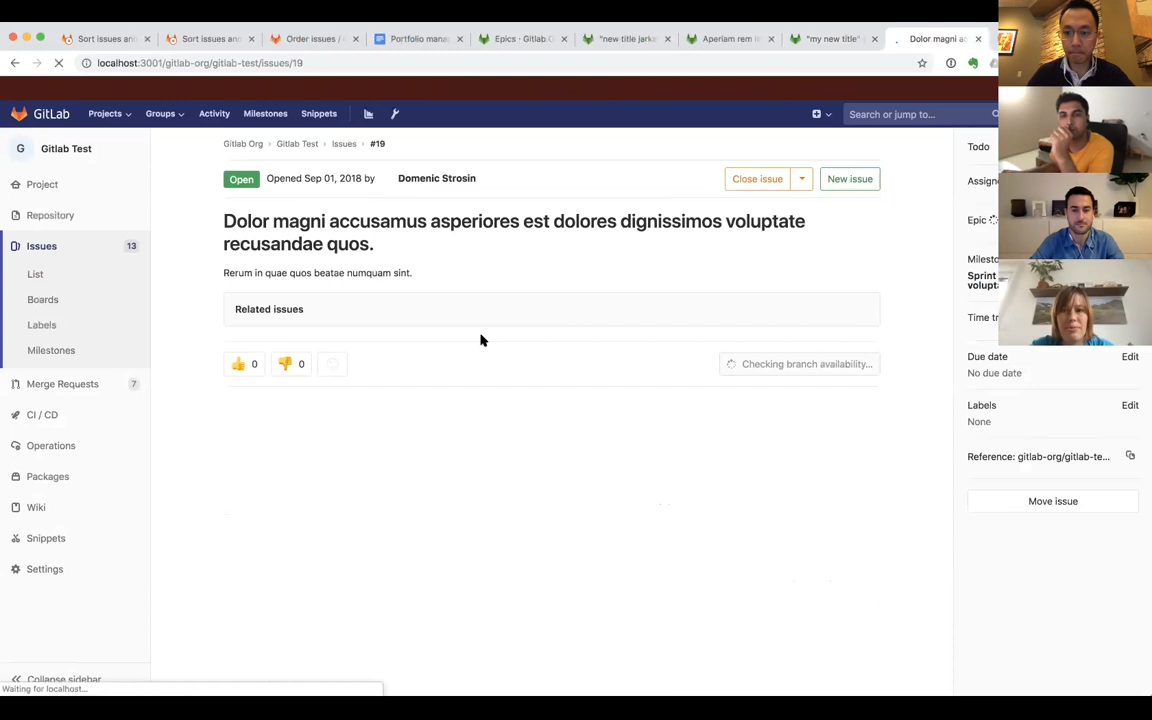 Sort issues and
Sort issues and
Order issues /
Portfolio mana
Epics · GitLab O
"new title jarka
Aperiam rem in
"my new title"
Dolor magni ac
localhost:3001/gitlab-org/gitlab-test/issues/19
GitLab Projects Groups Activity Milestones Snippets Search or jump to...
G Gitlab Test
Project
Repository
Issues 13
List
Boards
Labels
Milestones
Merge Requests 7
CI / CD
Operations
Packages
Wiki
Snippets
Settings
Collapse sidebar
Waiting for localhost...
Gitlab Org › Gitlab Test › Issues › #19
Open Opened Sep 01, 2018 by Domenic Strosin Close issue New issue
Dolor magni accusamus asperiores est dolores dignissimos voluptate
recusandae quos.
Rerum in quae quos beatae numquam sint.
Related issues
0 0 Checking branch availability...
Todo
Assigne
Epic
Milesto
Sprint
volupta
Time tr
Due date Edit
No due date
Labels Edit
None
Reference: gitlab-org/gitlab-te...
Move issue